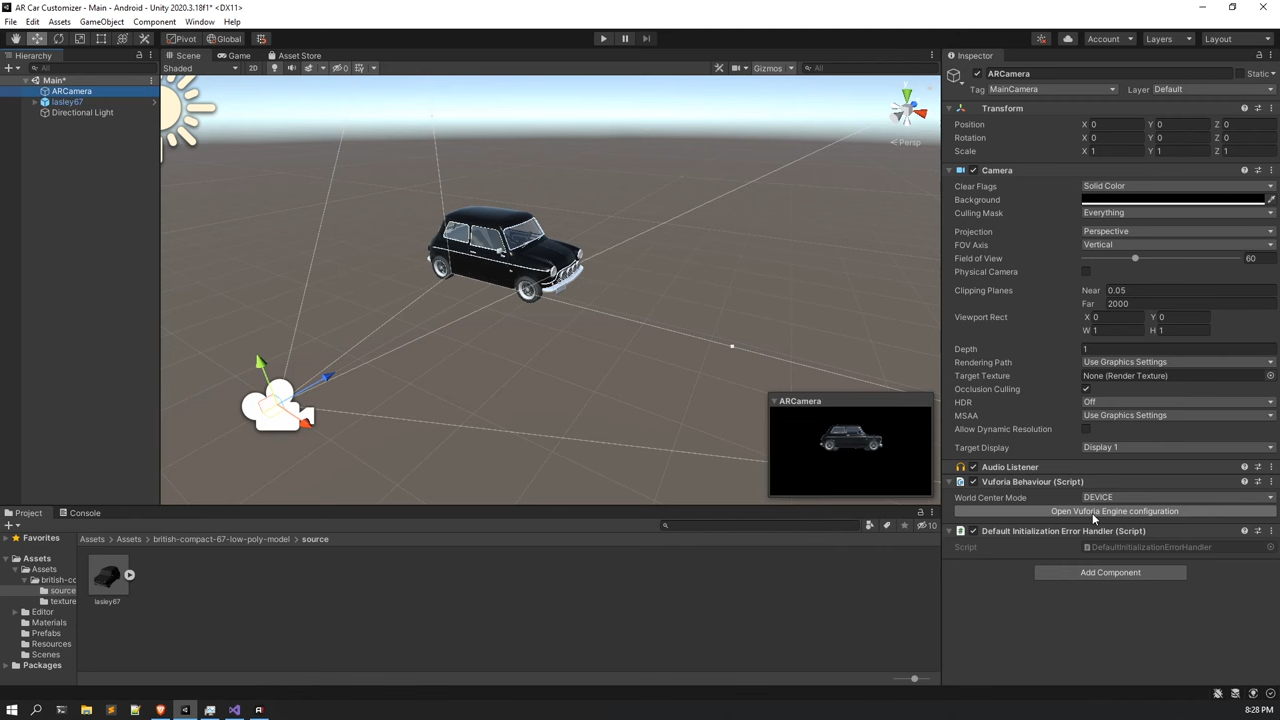 AR Car Customizer - Main - Android - Unity 2020.3.18f1* <DX11>
File Edit Assets GameObject Component Window Help
Pivot Global Account Layers Layout
Hierarchy
All
Main*
ARCamera
lasley67
Directional Light
Scene Game Asset Store
Shaded 2D 0 Gizmos All
y
Persp
ARCamera
Inspector
ARCamera Static
Tag MainCamera Layer Default
Transform
Position X 0 Y 0 Z 0
Rotation X 0 Y 0 Z 0
Scale X 1 Y 1 Z 1
Camera
Clear Flags Solid Color
Background
Culling Mask Everything
Projection Perspective
FOV Axis Vertical
Field of View 60
Physical Camera
Clipping Planes Near 0.05
Far 2000
Viewport Rect X 0 Y 0
W 1 H 1
Depth 1
Rendering Path Use Graphics Settings
Target Texture None (Render Texture)
Occlusion Culling
HDR Off
MSAA Use Graphics Settings
Allow Dynamic Resolution
Target Display Display 1
Audio Listener
Vuforia Behaviour (Script)
World Center Mode DEVICE
Open Vuforia Engine configuration
Default Initialization Error Handler (Script)
Script DefaultInitializationErrorHandler
Add Component
Project Console
10
Favorites
Assets
Assets
british-cc
source
texture
Editor
Materials
Prefabs
Resources
Scenes
Packages
Assets Assets british-compact-67-low-poly-model source
lasley67
8:28 PM